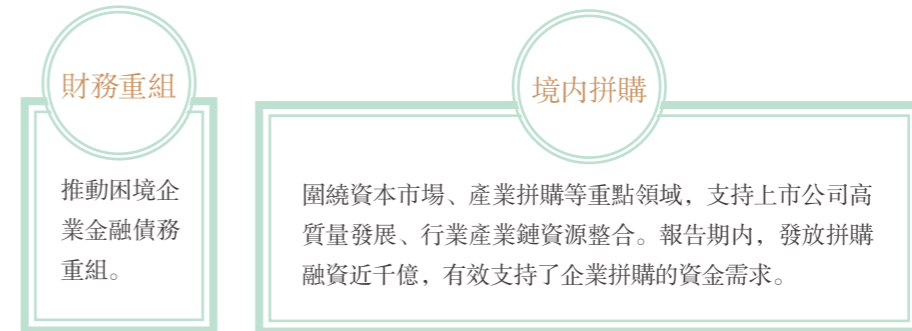 財務重組
推動困境企
業金融債務
重組。
境内拼購
圍繞資本市場、產業拼購等重點領域，支持上市公司高
質量發展、行業產業鏈資源整合。報告期内，發放拼購
融資近千億，有效支持了企業拼購的資金需求。